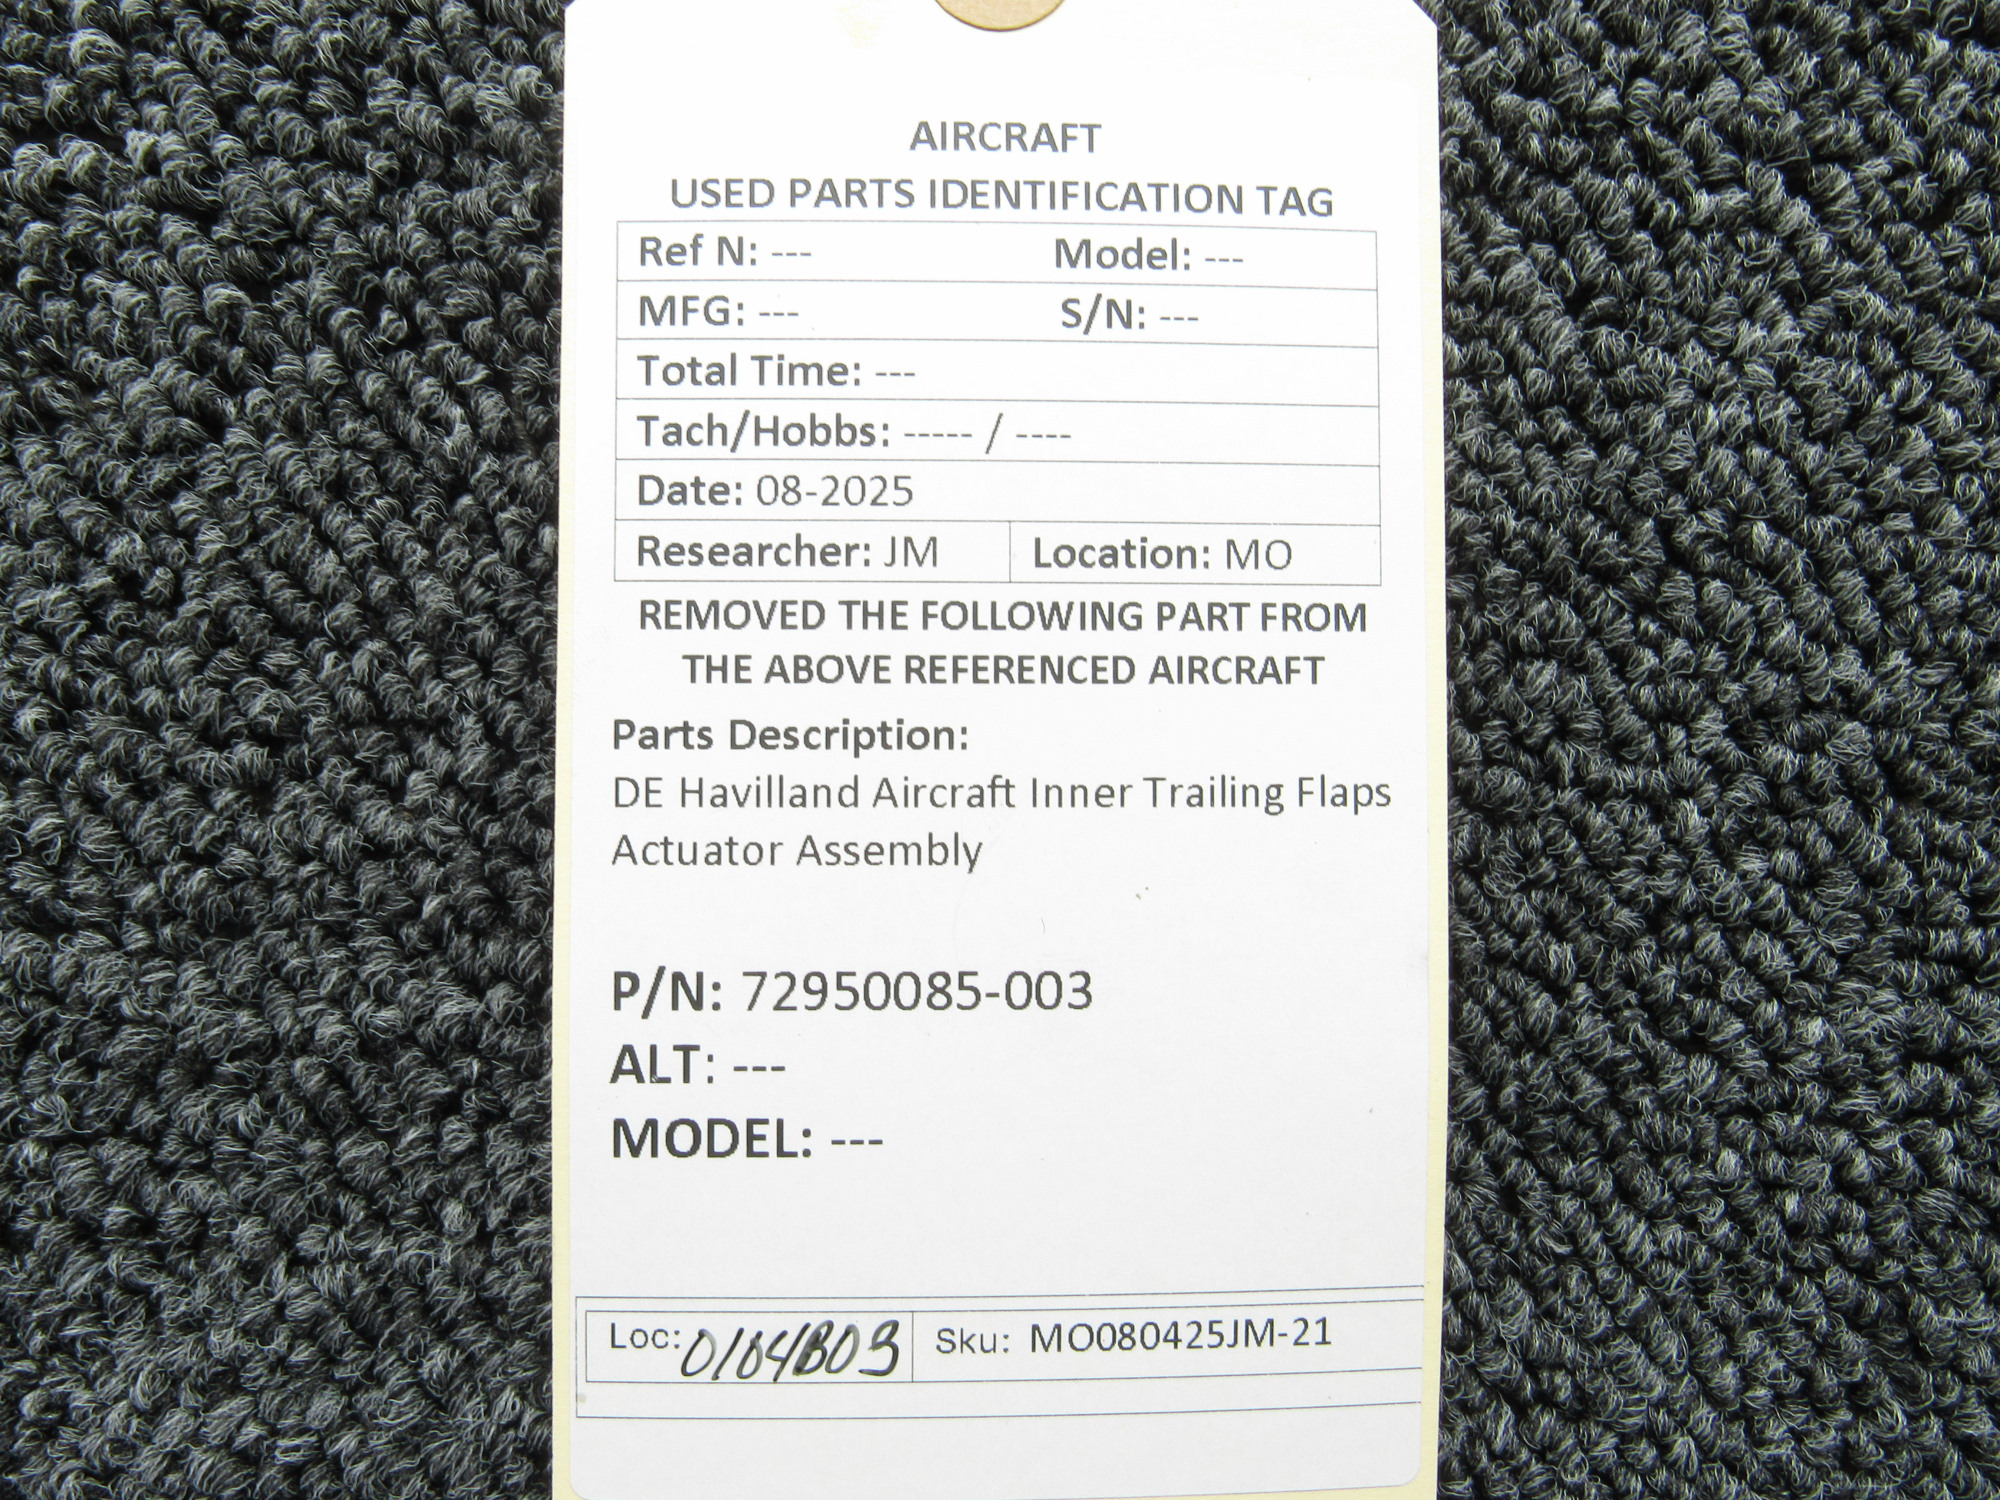 AIRCRAFT
USED PARTS IDENTIFICATION TAG
Ref N: --- Model: ---
MFG: --- S/N: ---
Total Time: ---
Tach/Hobbs: ----- / ----
Date: 08-2025
Researcher: JM Location: MO
REMOVED THE FOLLOWING PART FROM
THE ABOVE REFERENCED AIRCRAFT
Parts Description:
DE Havilland Aircraft Inner Trailing Flaps
Actuator Assembly
P/N: 72950085-003
ALT: ---
MODEL: ---
Loc: 0104B03 Sku: MO080425JM-21